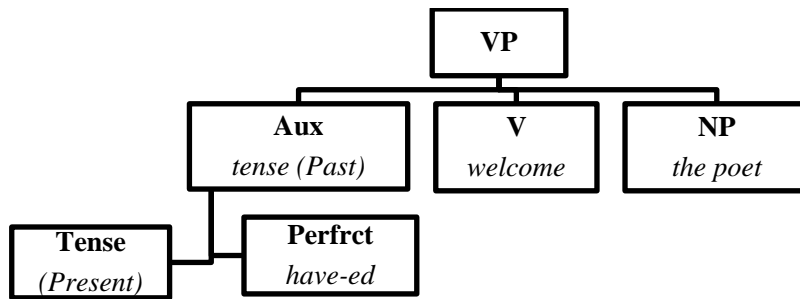 VP
Aux
tense (Past)
V
welcome
NP
the poet
Tense
(Present)
Perfrct
have-ed